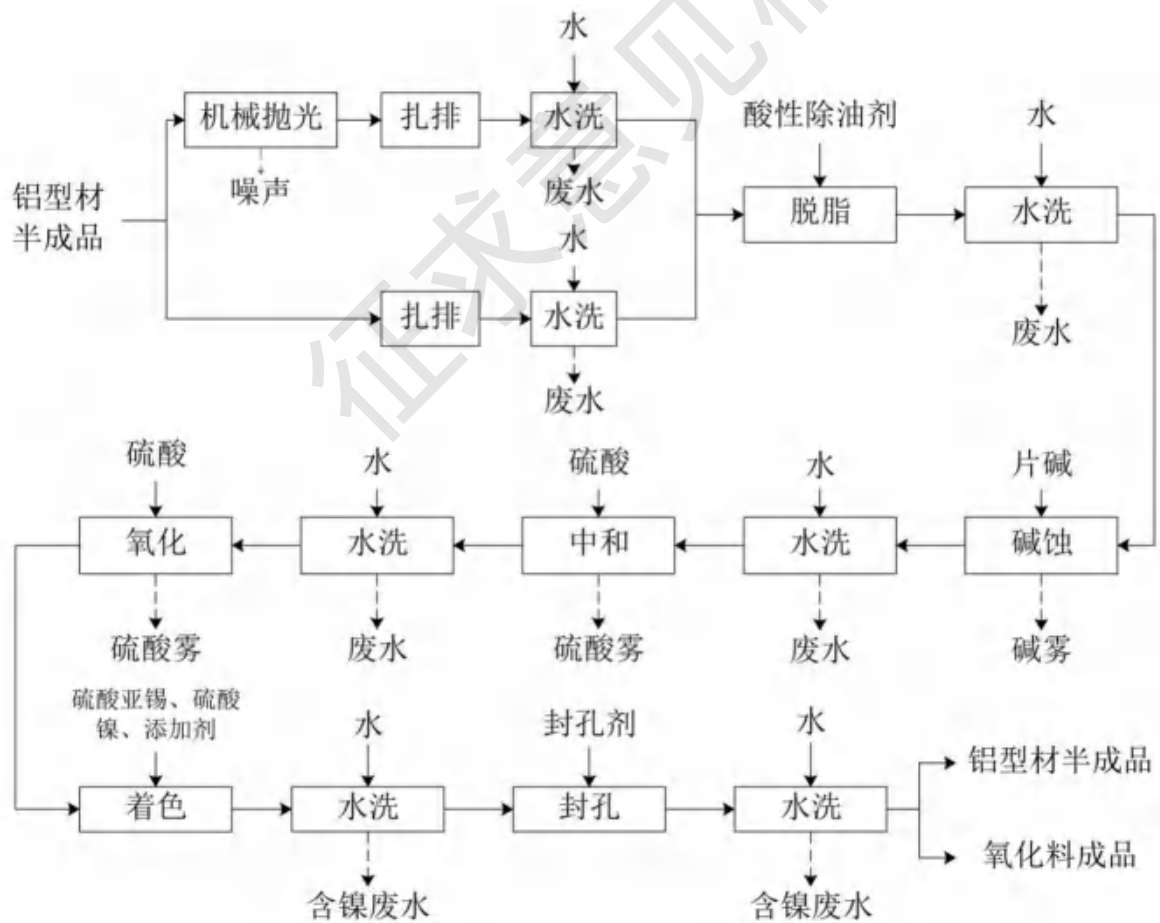 水
机械抛光
扎排
水洗
酸性除油剂
水
噪声
废水
铝型材
半成品
水
脱脂
水洗
扎排
水洗
废水
废水
硫酸
水
硫酸
水
片碱
氧化
水洗
中和
水洗
碱蚀
硫酸雾
废水
硫酸雾
废水
碱雾
硫酸亚锡、硫酸
镍、添加剂
水
封孔剂
水
铝型材半成品
着色
水洗
封孔
水洗
氧化料成品
含镍废水
含镍废水
征求意见稿